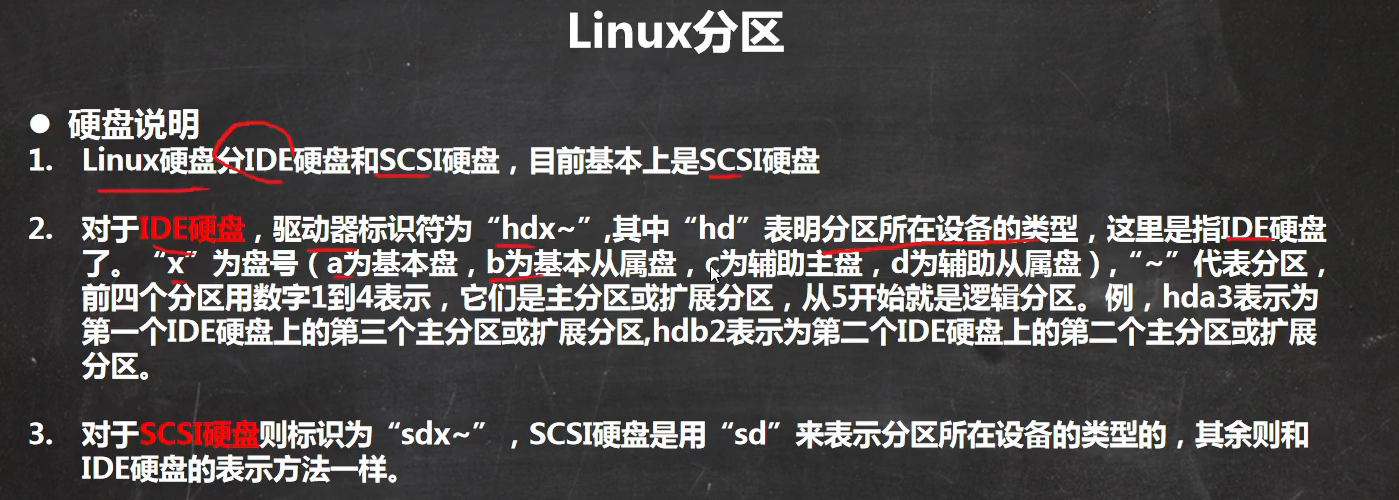 Linux分区
● 硬盘说明
1. Linux硬盘分IDE硬盘和SCSI硬盘，目前基本上是SCSI硬盘
2. 对于IDE硬盘，驱动器标识符为“hdx~”,其中“hd”表明分区所在设备的类型，这里是指IDE硬盘
了。“x”为盘号（a为基本盘，b为基本从属盘，c为辅助主盘，d为辅助从属盘）,“~”代表分区，
前四个分区用数字1到4表示，它们是主分区或扩展分区，从5开始就是逻辑分区。例，hda3表示为
第一个IDE硬盘上的第三个主分区或扩展分区,hdb2表示为第二个IDE硬盘上的第二个主分区或扩展
分区。
3. 对于SCSI硬盘则标识为“sdx~”，SCSI硬盘是用“sd”来表示分区所在设备的类型的，其余则和
IDE硬盘的表示方法一样。